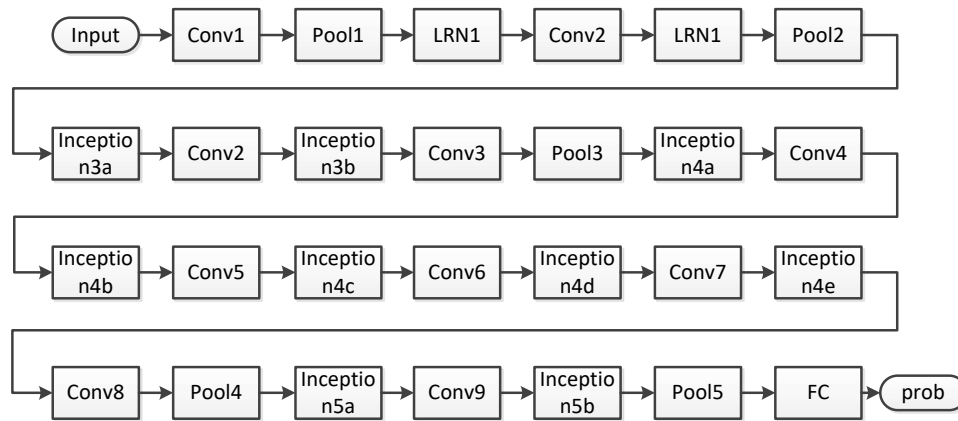 Input Conv1 Pool1 LRN1 Conv2 LRN1 Pool2
Inceptio
n3a
Conv2
Inceptio
n3b
Conv3
Pool3
Inceptio
n4a
Conv4
Inceptio
n4b
Conv5
Inceptio
n4c
Conv6
Inceptio
n4d
Conv7
Inceptio
n4e
Conv8
Pool4
Inceptio
n5a
Conv9
Inceptio
n5b
Pool5
FC
prob